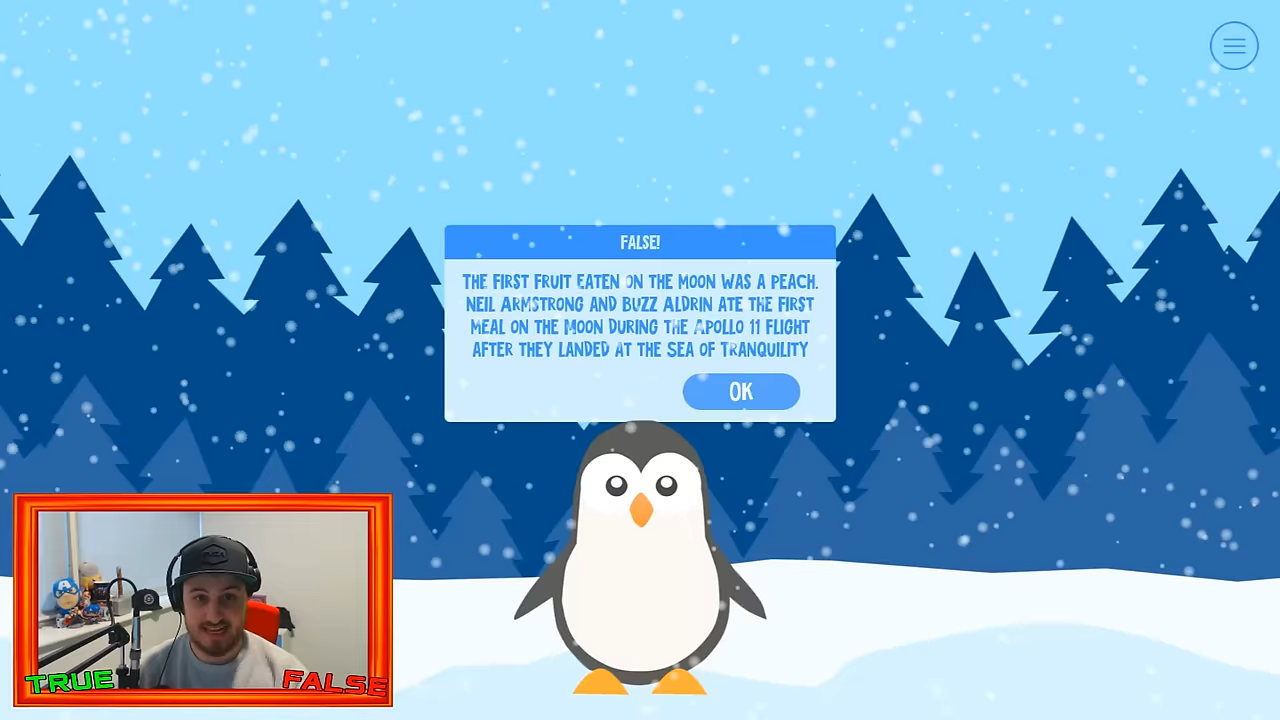 FALSE!
THE FIRST FRUIT EATEN ON THE MOON WAS A PEACH.
NEIL ARMSTRONG AND BUZZ ALDRIN ATE THE FIRST
MEAL ON THE MOON DURING THE APOLLO 11 FLIGHT
AFTER THEY LANDED AT THE SEA OF TRANQUILITY
OK
TRUE
FALSE